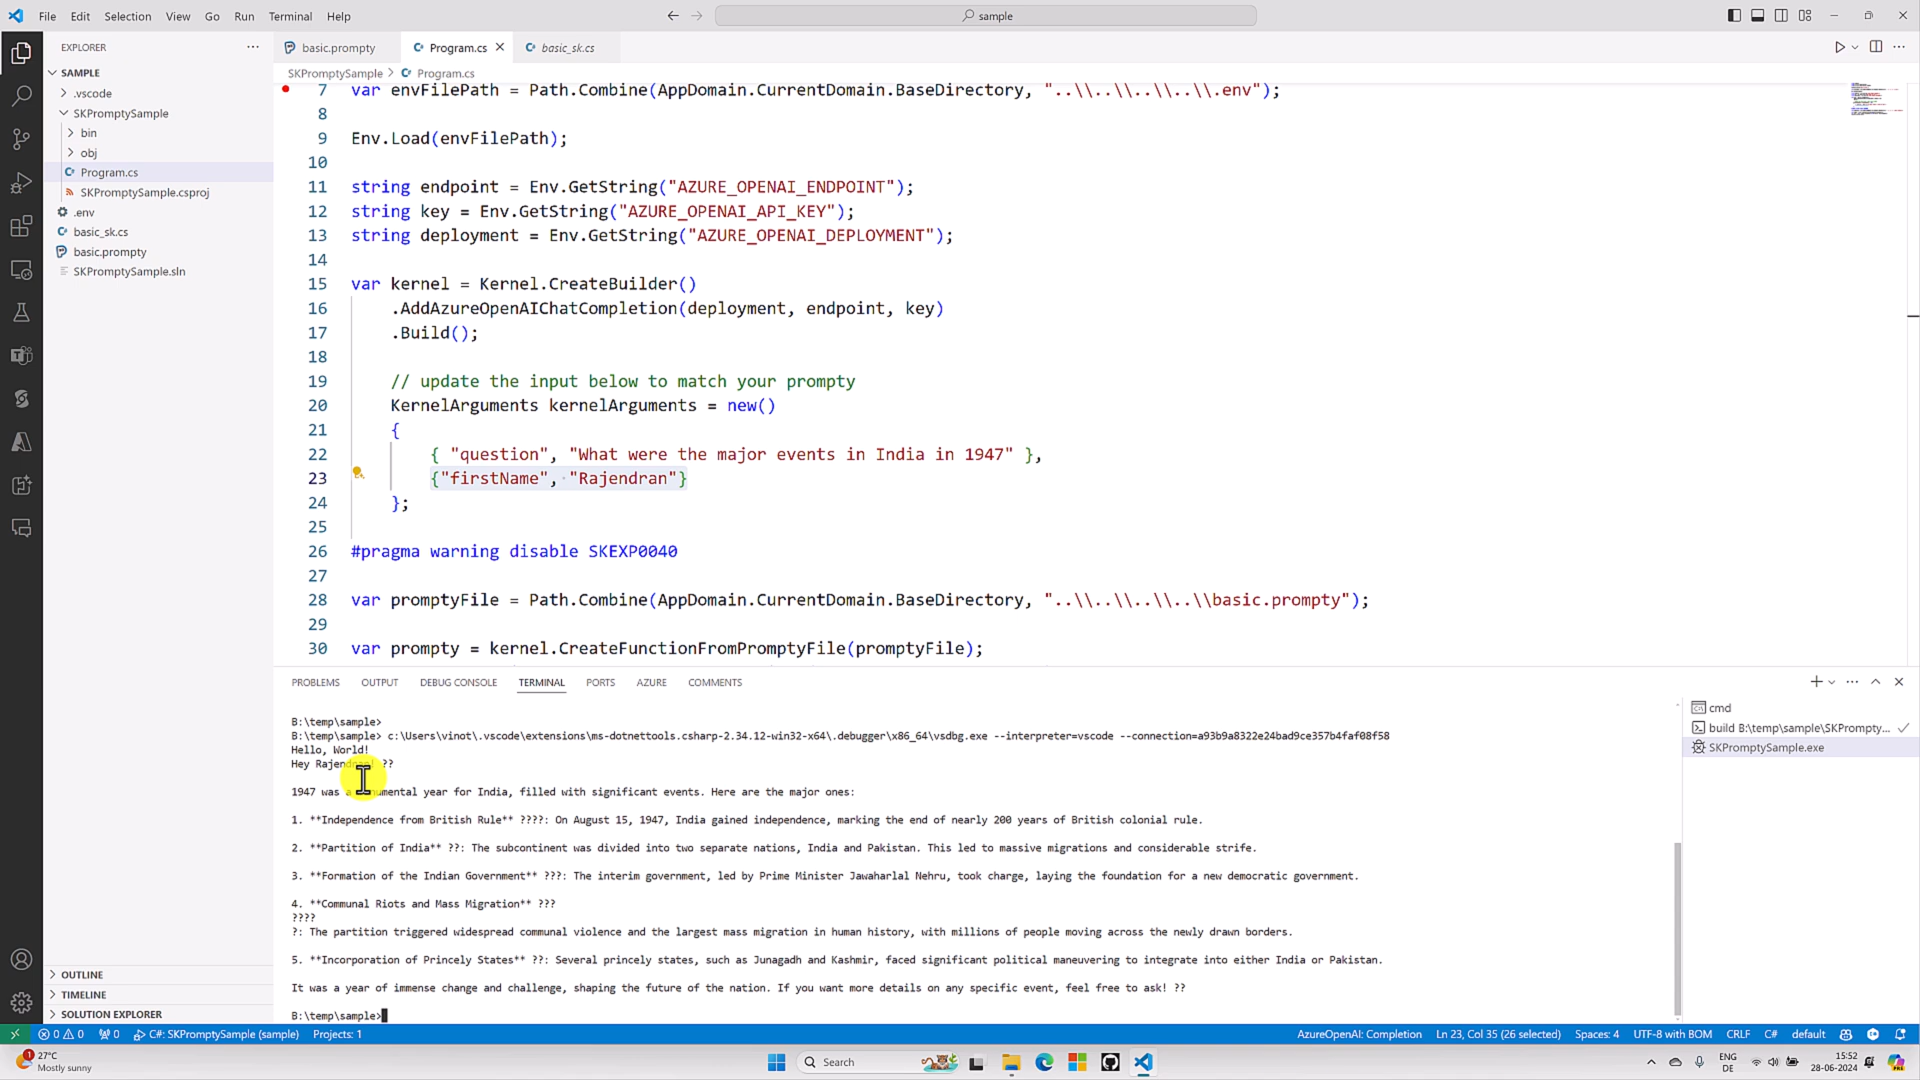 File Edit Selection View Go Run Terminal Help
sample
EXPLORER
SAMPLE
.vscode
SKPromptySample
bin
obj
Program.cs
SKPromptySample.csproj
.env
basic_sk.cs
basic.prompty
SKPromptySample.sln
OUTLINE
TIMELINE
SOLUTION EXPLORER
basic.prompty Program.cs basic_sk.cs
SKPromptySample > Program.cs
7 var envFilePath = Path.Combine(AppDomain.CurrentDomain.BaseDirectory, "..\\..\\..\\..\\.env");
8
9 Env.Load(envFilePath);
10
11 string endpoint = Env.GetString("AZURE_OPENAI_ENDPOINT");
12 string key = Env.GetString("AZURE_OPENAI_API_KEY");
13 string deployment = Env.GetString("AZURE_OPENAI_DEPLOYMENT");
14
15 var kernel = Kernel.CreateBuilder()
16 .AddAzureOpenAIChatCompletion(deployment, endpoint, key)
17 .Build();
18
19 // update the input below to match your prompty
20 KernelArguments kernelArguments = new()
21 {
22 { "question", "What were the major events in India in 1947" },
23 {"firstName", "Rajendran"}
24 };
25
26 #pragma warning disable SKEXP0040
27
28 var promptyFile = Path.Combine(AppDomain.CurrentDomain.BaseDirectory, "..\\..\\..\\..\\basic.prompty");
29
30 var prompty = kernel.CreateFunctionFromPromptyFile(promptyFile);
PROBLEMS OUTPUT DEBUG CONSOLE TERMINAL PORTS AZURE COMMENTS
B:\temp\sample>
B:\temp\sample> c:\Users\vinot\.vscode\extensions\ms-dotnettools.csharp-2.34.12-win32-x64\.debugger\x86_64\vsdbg.exe --interpreter=vscode --connection=a93b9a8322e24bad9ce357b4faf08f58
Hello, World!
Hey Rajendran! ??
1947 was a monumental year for India, filled with significant events. Here are the major ones:
1. **Independence from British Rule** ????: On August 15, 1947, India gained independence, marking the end of nearly 200 years of British colonial rule.
2. **Partition of India** ??: The subcontinent was divided into two separate nations, India and Pakistan. This led to massive migrations and considerable strife.
3. **Formation of the Indian Government** ???: The interim government, led by Prime Minister Jawaharlal Nehru, took charge, laying the foundation for a new democratic government.
4. **Communal Riots and Mass Migration** ???
????
?: The partition triggered widespread communal violence and the largest mass migration in human history, with millions of people moving across the newly drawn borders.
5. **Incorporation of Princely States** ??: Several princely states, such as Junagadh and Kashmir, faced significant political maneuvering to integrate into either India or Pakistan.
It was a year of immense change and challenge, shaping the future of the nation. If you want more details on any specific event, feel free to ask! ??
B:\temp\sample>
cmd
build B:\temp\sample\SKPrompty...
SKPromptySample.exe
0 0 0 C#: SKPromptySample (sample) Projects: 1
AzureOpenAI: Completion Ln 23, Col 35 (26 selected) Spaces: 4 UTF-8 with BOM CRLF C# default
1
27°C
Mostly sunny
Search
ENG
DE
15:52
28-06-2024